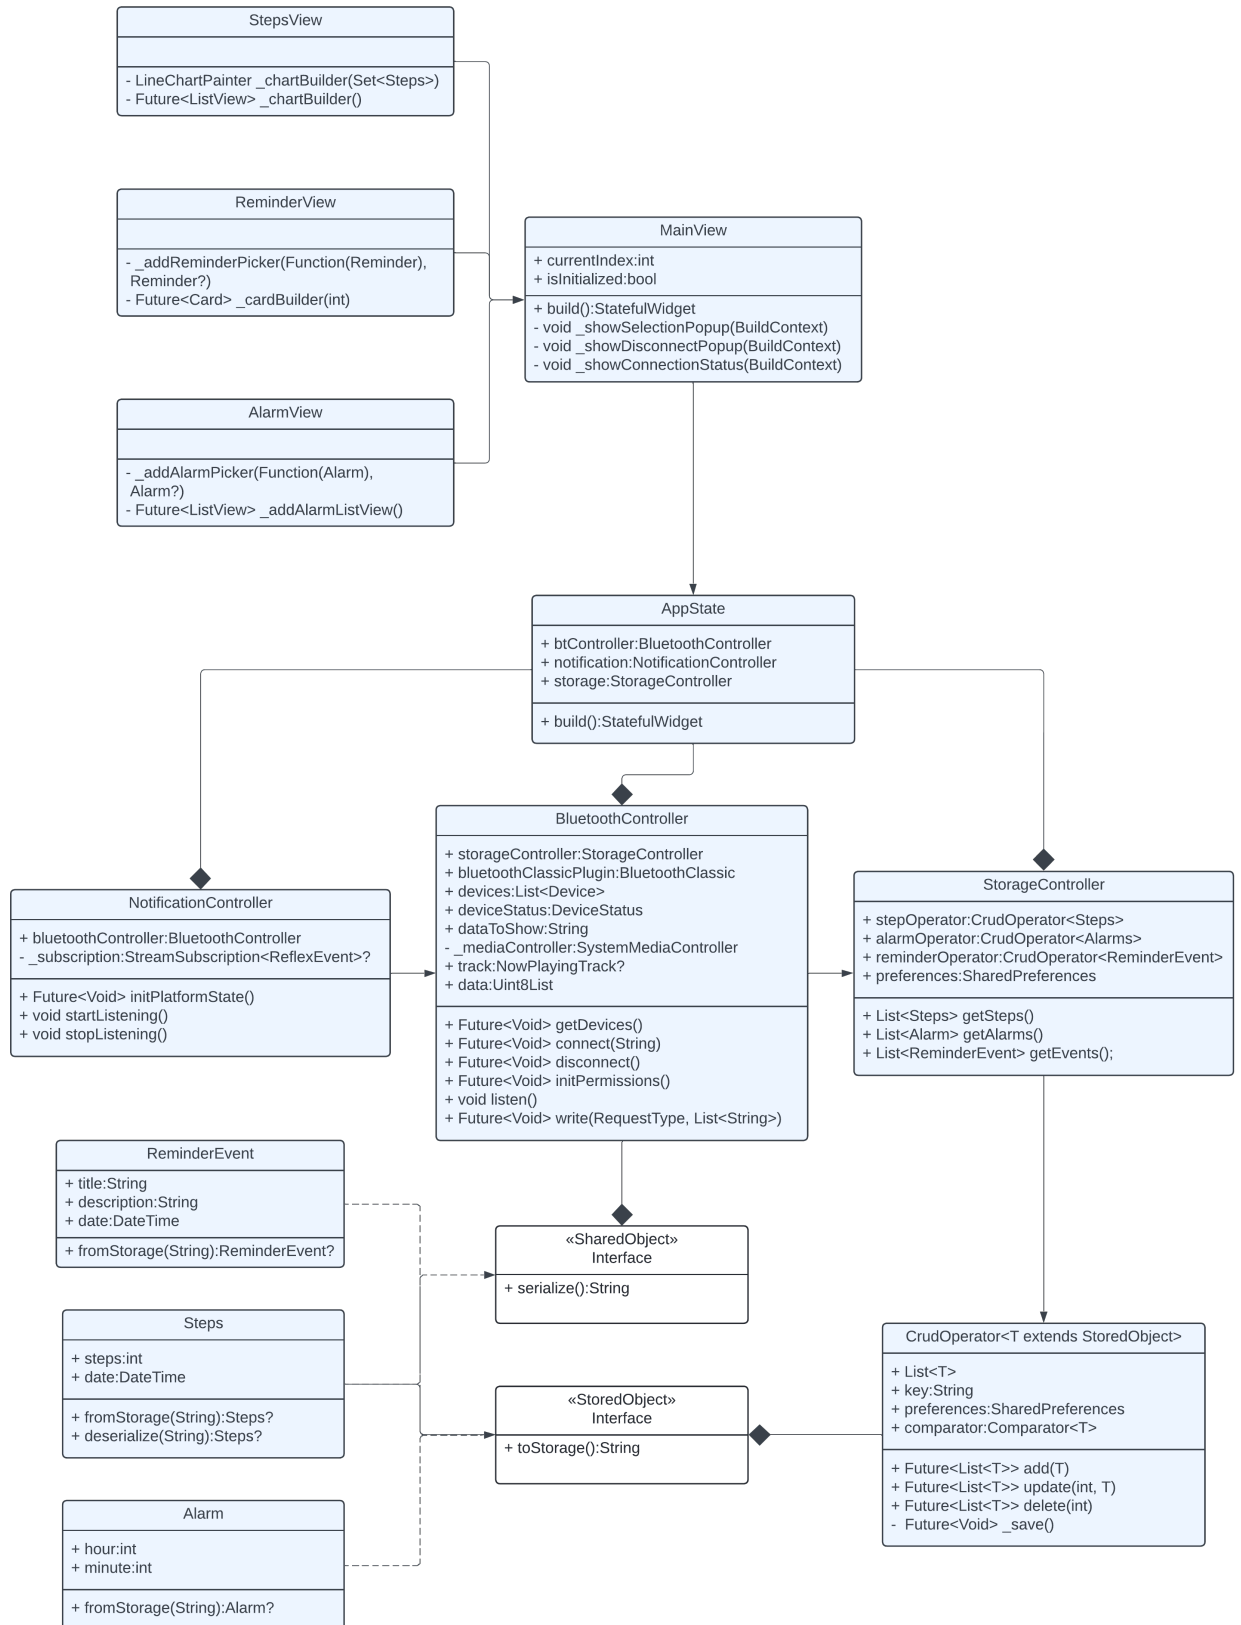 StepsView
- LineChartPainter _chartBuilder(Set<Steps>)
- Future<ListView> _chartBuilder()
ReminderView
- _addReminderPicker(Function(Reminder),
Reminder?)
- Future<Card> _cardBuilder(int)
MainView
+ currentIndex:int
+ isInitialized:bool
+ build():StatefulWidget
- void _showSelectionPopup(BuildContext)
- void _showDisconnectPopup(BuildContext)
- void _showConnectionStatus(BuildContext)
AlarmView
- _addAlarmPicker(Function(Alarm),
Alarm?)
- Future<ListView> _addAlarmListView()
AppState
+ btController:BluetoothController
+ notification:NotificationController
+ storage:StorageController
+ build():StatefulWidget
NotificationController
+ bluetoothController:BluetoothController
- _subscription:StreamSubscription<ReflexEvent>?
+ Future<Void> initPlatformState()
+ void startListening()
+ void stopListening()
BluetoothController
+ storageController:StorageController
+ bluetoothClassicPlugin:BluetoothClassic
+ devices:List<Device>
+ deviceStatus:DeviceStatus
+ dataToShow:String
- _mediaController:SystemMediaController
+ track:NowPlayingTrack?
+ data:Uint8List
+ Future<Void> getDevices()
+ Future<Void> connect(String)
+ Future<Void> disconnect()
+ Future<Void> initPermissions()
+ void listen()
+ Future<Void> write(RequestType, List<String>)
StorageController
+ stepOperator:CrudOperator<Steps>
+ alarmOperator:CrudOperator<Alarms>
+ reminderOperator:CrudOperator<ReminderEvent>
+ preferences:SharedPreferences
+ List<Steps> getSteps()
+ List<Alarm> getAlarms()
+ List<ReminderEvent> getEvents();
ReminderEvent
+ title:String
+ description:String
+ date:DateTime
+ fromStorage(String):ReminderEvent?
«SharedObject»
Interface
+ serialize():String
Steps
+ steps:int
+ date:DateTime
+ fromStorage(String):Steps?
+ deserialize(String):Steps?
«StoredObject»
Interface
+ toStorage():String
CrudOperator<T extends StoredObject>
+ List<T>
+ key:String
+ preferences:SharedPreferences
+ comparator:Comparator<T>
+ Future<List<T>> add(T)
+ Future<List<T>> update(int, T)
+ Future<List<T>> delete(int)
- Future<Void> _save()
Alarm
+ hour:int
+ minute:int
+ fromStorage(String):Alarm?